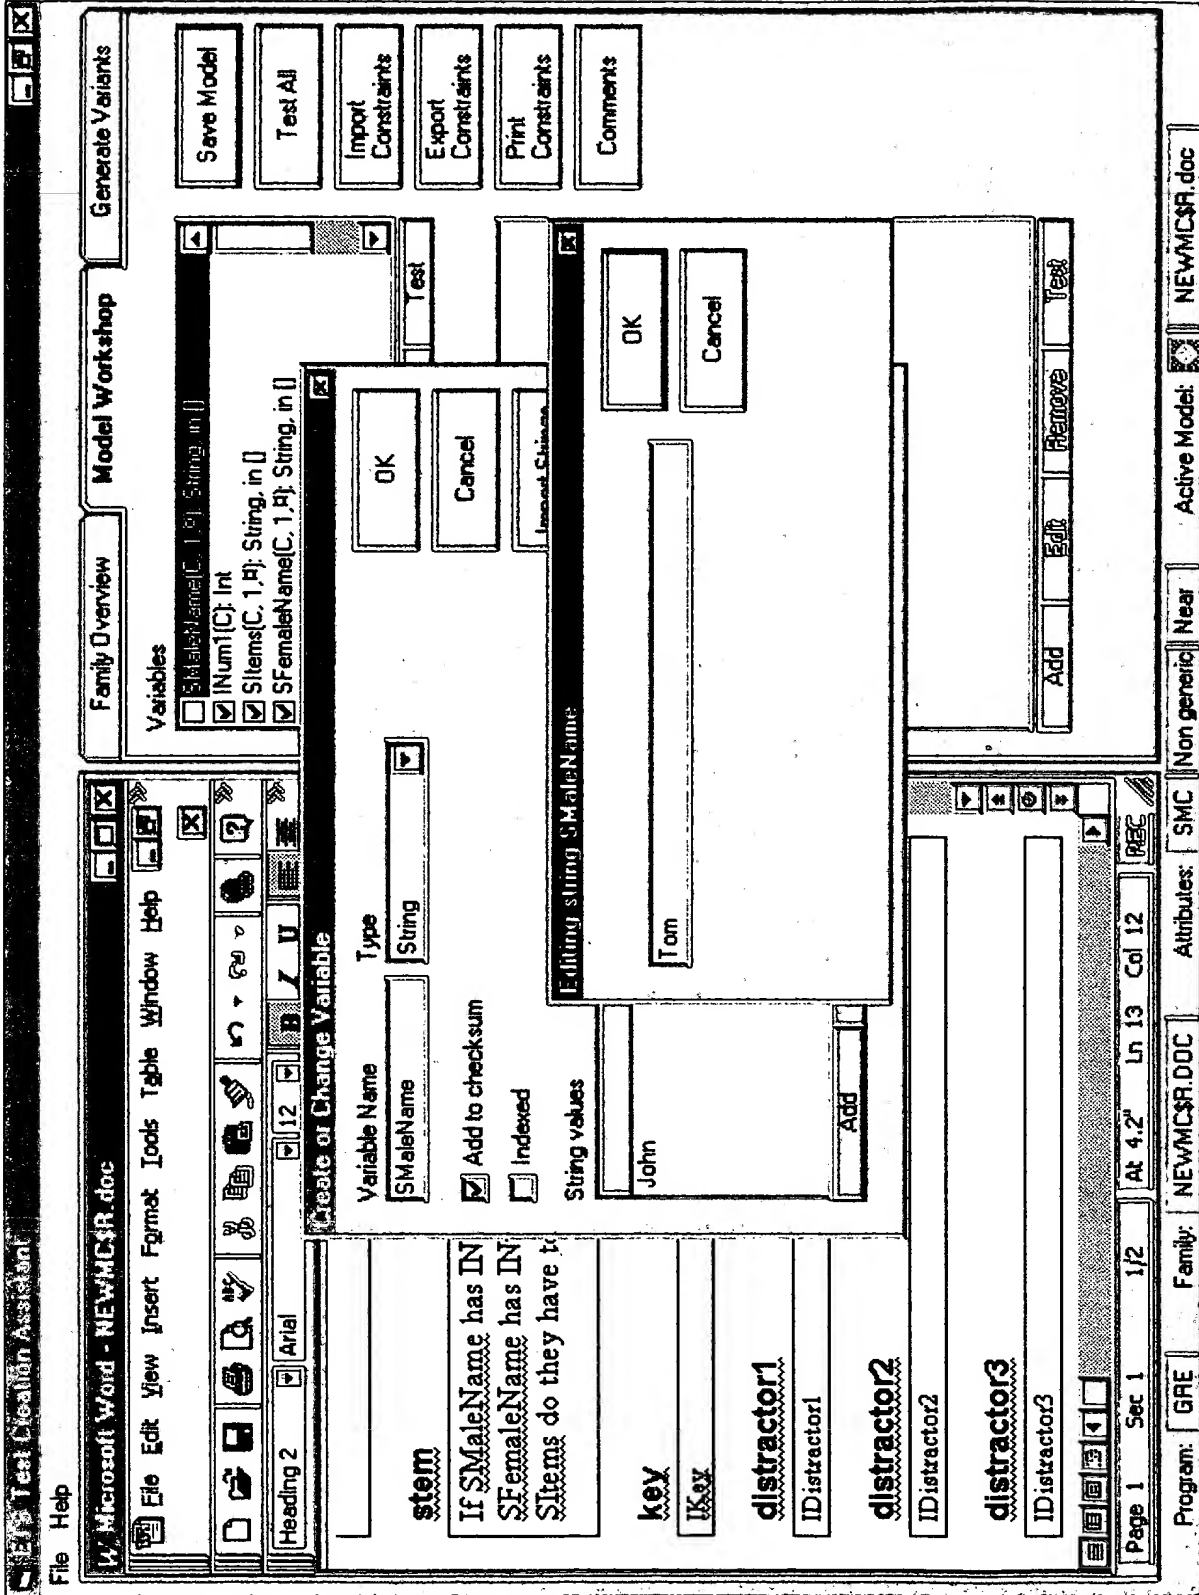 Test Creation Assistant
File Help
Microsoft Word - NEWMC$R.doc
File Edit View Insert Format Tools Table Window Help
Heading 2 Arial 12 B I U
stem
If SMaleName has IN
SFemaleName has IN
SItems do they have to
key
IKey
distractor1
IDistractor1
distractor2
IDistractor2
distractor3
IDistractor3
Page 1 Sec 1 1/2 At 4.2" Ln 13 Col 12 REC
Family Overview Model Workshop Generate Variants
Variables
SMaleName(C, 1,¤): String, in []
INum1(C): Int
SItems(C, 1,¤): String, in []
SFemaleName(C, 1,¤): String, in []
Test
Save Model
Test All
Import Constraints
Export Constraints
Print Constraints
Comments
Create or Change Variable
Variable Name Type
SMaleName String
Add to checksum
Indexed
String values
John
Add
OK
Cancel
Import Strings
Editing string SMaleName
Tom
OK
Cancel
Add Edit Remove Test
Program: GRE Family: NEWMC$R.DOC Attributes: SMC Non generic Near Active Model: NEWMC$R.doc